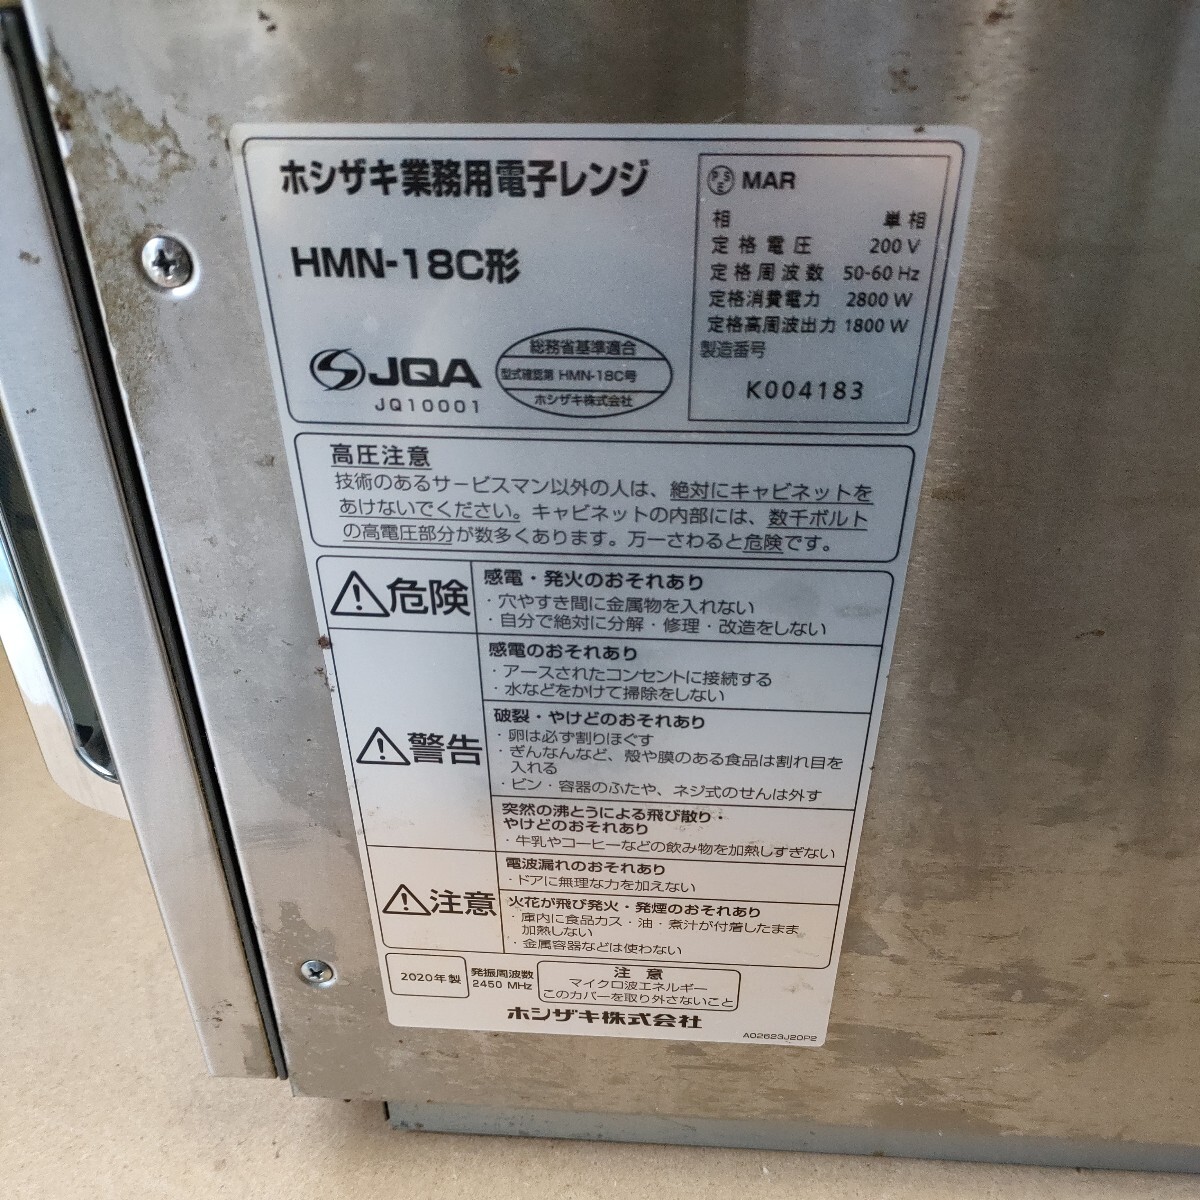 ホシザキ業務用電子レンジ
HMN-18C形
JQA
JQ10001
総務省基準適合
型式確認第 HMN-18C号
ホシザキ株式会社
PSE MAR
相 単相
定格電圧 200 V
定格周波数 50-60 Hz
定格消費電力 2800 W
定格高周波出力 1800 W
製造番号
K004183
高圧注意
技術のあるサービスマン以外の人は、絶対にキャビネットを
あけないでください。キャビネットの内部には、数千ボルト
の高電圧部分が数多くあります。万一さわると危険です。
危険
感電・発火のおそれあり
・穴やすき間に金属物を入れない
・自分で絶対に分解・修理・改造をしない
警告
感電のおそれあり
・アースされたコンセントに接続する
・水などをかけて掃除をしない
破裂・やけどのおそれあり
・卵は必ず割りほぐす
・ぎんなんなど、殻や膜のある食品は割れ目を
入れる
・ビン・容器のふたや、ネジ式のせんは外す
突然の沸とうによる飛び散り・
やけどのおそれあり
・牛乳やコーヒーなどの飲み物を加熱しすぎない
注意
電波漏れのおそれあり
・ドアに無理な力を加えない
火花が飛び発火・発煙のおそれあり
・庫内に食品カス・油・煮汁が付着したまま
加熱しない
・金属容器などは使わない
2020年製
発振周波数
2450 MHz
注 意
マイクロ波エネルギー
このカバーを取り外さないこと
ホシザキ株式会社
A02623J20P2